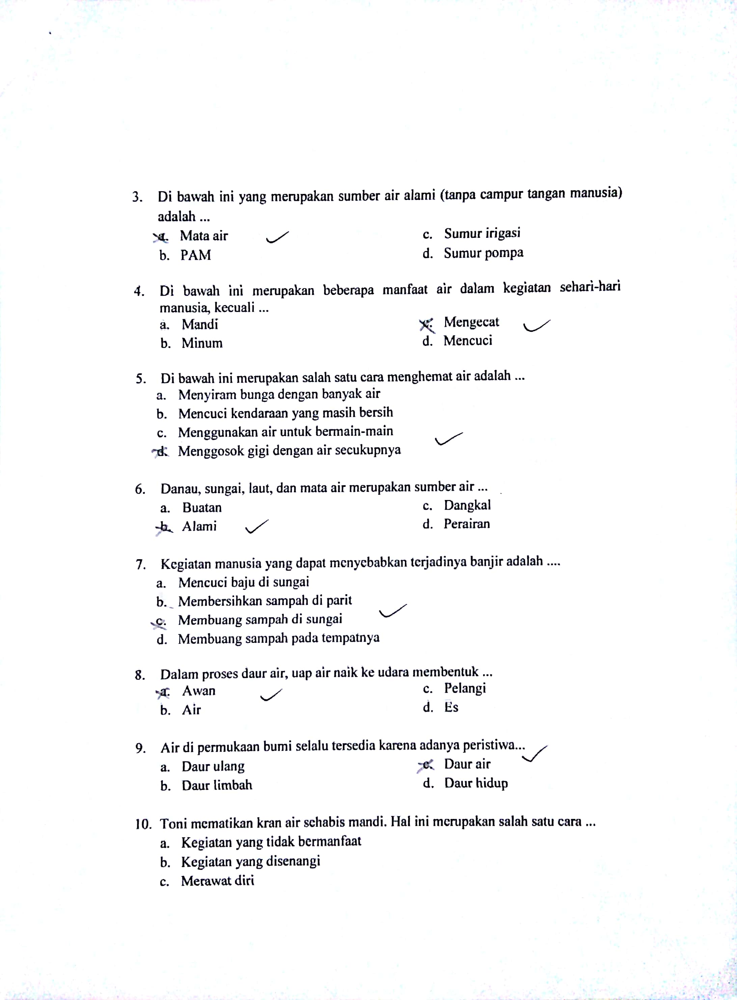 3. Di bawah ini yang merupakan sumber air alami (tanpa campur tangan manusia)
adalah ...
a. Mata air
b. PAM
c. Sumur irigasi
d. Sumur pompa
4. Di bawah ini merupakan beberapa manfaat air dalam kegiatan sehari-hari
manusia, kecuali ...
a. Mandi
b. Minum
c. Mengecat
d. Mencuci
5. Di bawah ini merupakan salah satu cara menghemat air adalah ...
a. Menyiram bunga dengan banyak air
b. Mencuci kendaraan yang masih bersih
c. Menggunakan air untuk bermain-main
d. Menggosok gigi dengan air secukupnya
6. Danau, sungai, laut, dan mata air merupakan sumber air ...
a. Buatan
b. Alami
c. Dangkal
d. Perairan
7. Kegiatan manusia yang dapat menyebabkan terjadinya banjir adalah ....
a. Mencuci baju di sungai
b. Membersihkan sampah di parit
c. Membuang sampah di sungai
d. Membuang sampah pada tempatnya
8. Dalam proses daur air, uap air naik ke udara membentuk ...
a. Awan
b. Air
c. Pelangi
d. Es
9. Air di permukaan bumi selalu tersedia karena adanya peristiwa...
a. Daur ulang
b. Daur limbah
c. Daur air
d. Daur hidup
10. Toni mematikan kran air sehabis mandi. Hal ini merupakan salah satu cara ...
a. Kegiatan yang tidak bermanfaat
b. Kegiatan yang disenangi
c. Merawat diri